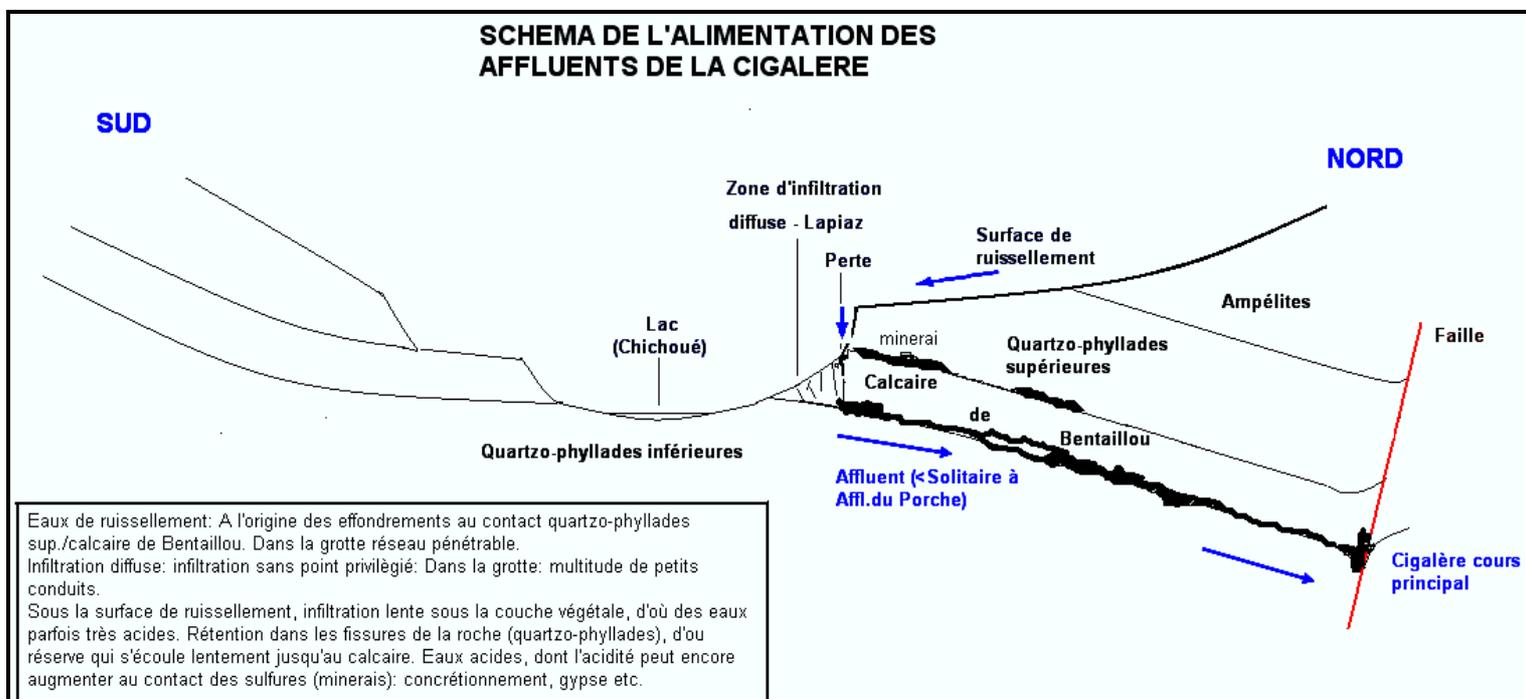 SCHEMA DE L'ALIMENTATION DES
AFFLUENTS DE LA CIGALERE
SUD
NORD
Zone d'infiltration
diffuse - Lapiaz
Perte
Surface de
ruissellement
Ampélites
Faille
Lac
(Chichoué)
minerai
Quartzo-phyllades
supérieures
Calcaire
de
Bentaillou
Quartzo-phyllades inférieures
Affluent (<Solitaire à
Affl.du Porche)
Cigalère cours
principal
Eaux de ruissellement: A l'origine des effondrements au contact quartzo-phyllades
sup./calcaire de Bentaillou. Dans la grotte réseau pénétrable.
Infiltration diffuse: infiltration sans point privilègié: Dans la grotte: multitude de petits
conduits.
Sous la surface de ruissellement, infiltration lente sous la couche végétale, d'où des eaux
parfois très acides. Rétention dans les fissures de la roche (quartzo-phyllades), d'ou
réserve qui s'écoule lentement jusqu'au calcaire. Eaux acides, dont l'acidité peut encore
augmenter au contact des sulfures (minerais): concrétionnement, gypse etc.